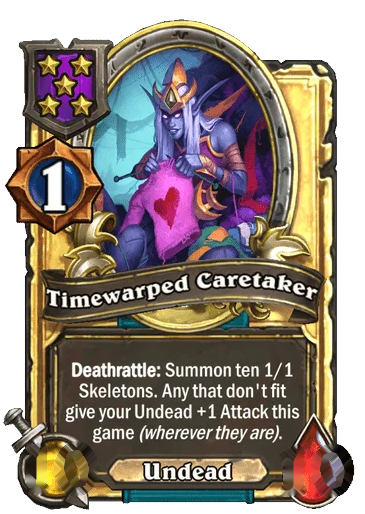 1
Timewarped Caretaker
Deathrattle: Summon ten 1/1
Skeletons. Any that don't fit
give your Undead +1 Attack this
game (wherever they are).
Undead